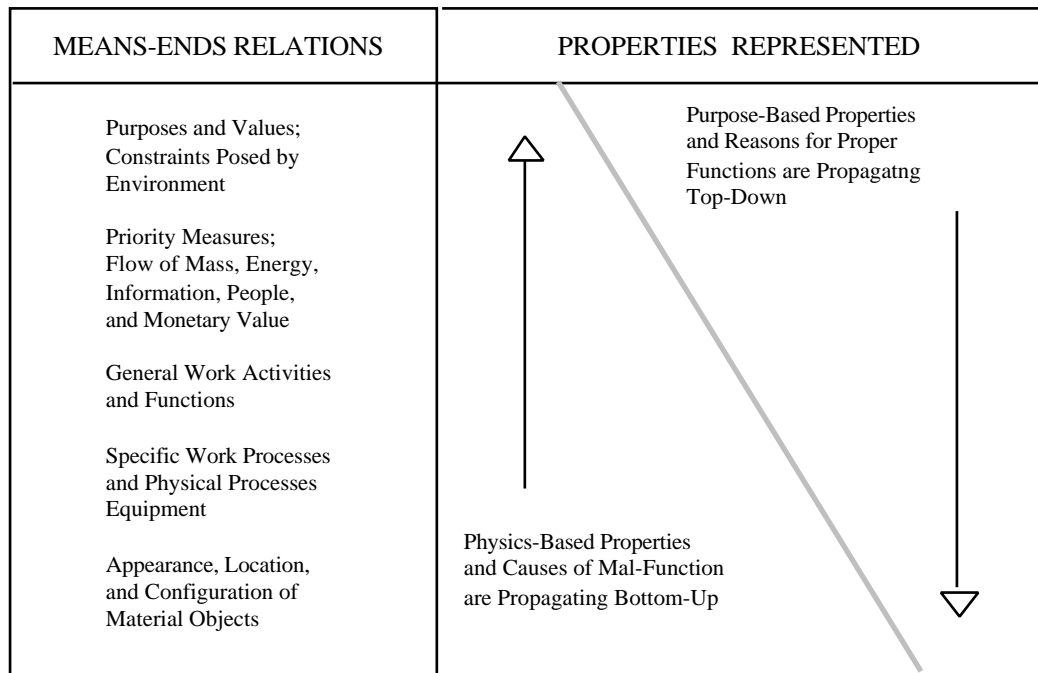 MEANS-ENDS RELATIONS
PROPERTIES REPRESENTED
Purposes and Values;
Constraints Posed by
Environment
Priority Measures;
Flow of Mass, Energy,
Information, People,
and Monetary Value
General Work Activities
and Functions
Specific Work Processes
and Physical Processes
Equipment
Appearance, Location,
and Configuration of
Material Objects
Purpose-Based Properties
and Reasons for Proper
Functions are Propagatng
Top-Down
Physics-Based Properties
and Causes of Mal-Function
are Propagating Bottom-Up